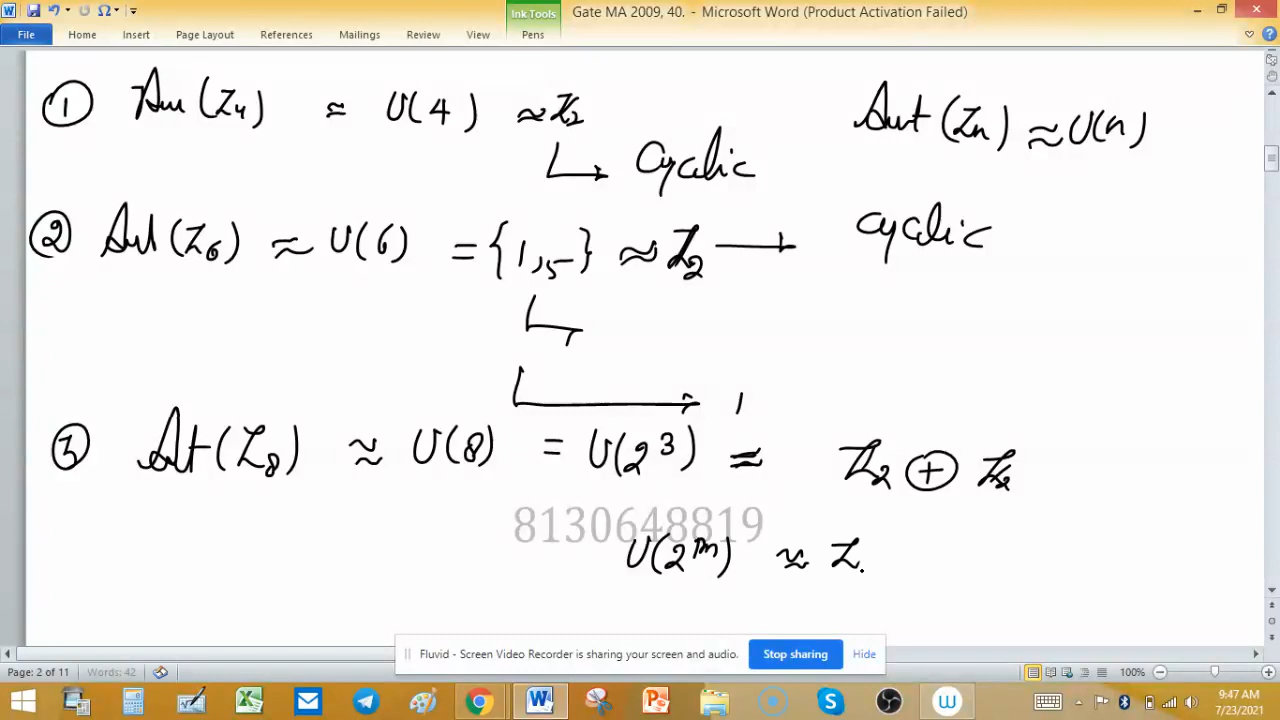 Gate MA 2009, 40. - Microsoft Word (Product Activation Failed)
Ink Tools
File Home Insert Page Layout References Mailings Review View Pens
① Aut (Z₄) ≈ U(4) ≈ Z₂
Aut (Zn) ≈ U(n)
↳ Cyclic
② Aut (Z₆) ≈ U(6) = {1,5} ≈ Z₂ → cyclic
③ Aut (Z₈) ≈ U(8) = U(2³) ≈ Z₂ ⊕ Z₂
8130648819
U(2ᵐ) ≈ Z
Fluvid - Screen Video Recorder is sharing your screen and audio. Stop sharing Hide
Page: 2 of 11 Words: 42 100%
9:47 AM
7/23/2021